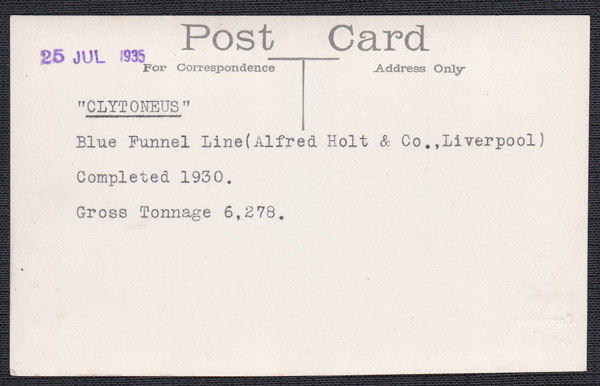 25 JUL 1935
Post Card
For Correspondence
Address Only
"CLYTONEUS"
Blue Funnel Line(Alfred Holt & Co.,Liverpool)
Completed 1930.
Gross Tonnage 6,278.